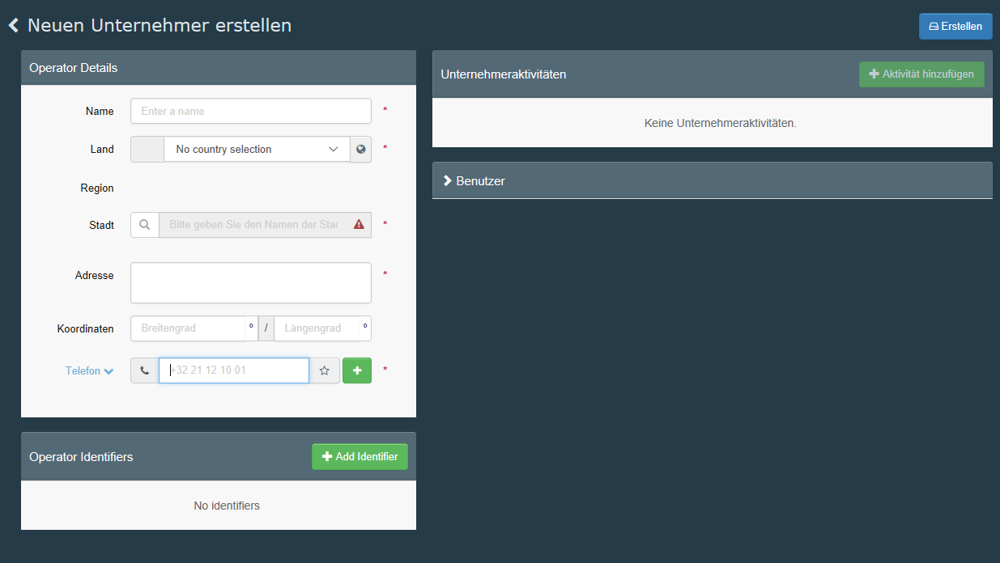 Neuen Unternehmer erstellen
Erstellen
Operator Details
Name
Enter a name
*
Land
No country selection
*
Region
Stadt
Bitte geben Sie den Namen der Stad
*
Adresse
*
Koordinaten
Breitengrad
º
/
Längengrad
º
Telefon
+32 21 12 10 01
*
Operator Identifiers
Add Identifier
No identifiers
Unternehmeraktivitäten
Aktivität hinzufügen
Keine Unternehmeraktivitäten.
Benutzer